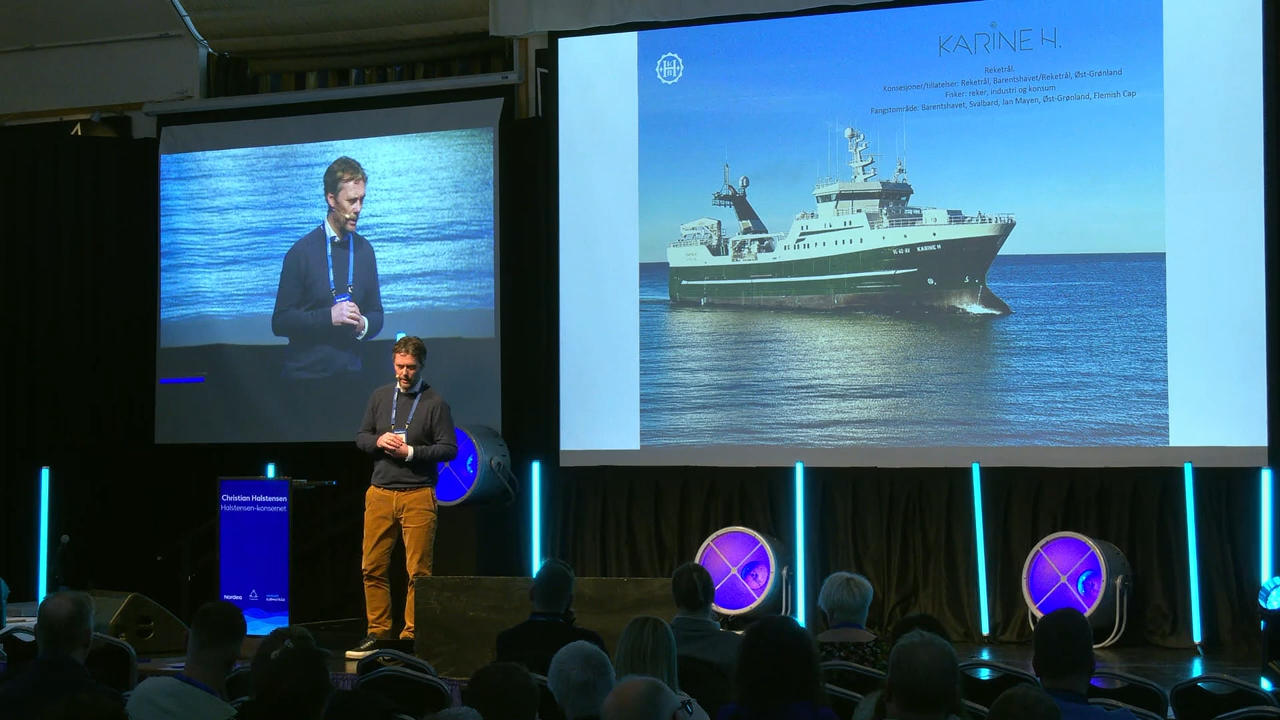 KARINE H.
Reketrål.
Konsesjoner/tillatelser: Reketrål, Barentshavet/Reketrål, Øst-Grønland
Fisker: reker, industri og konsum
Fangstområde: Barentshavet, Svalbard, Jan Mayen, Øst-Grønland, Flemish Cap
KARINE H
Christian Halstensen
Halstensen-konsernet
Nordea